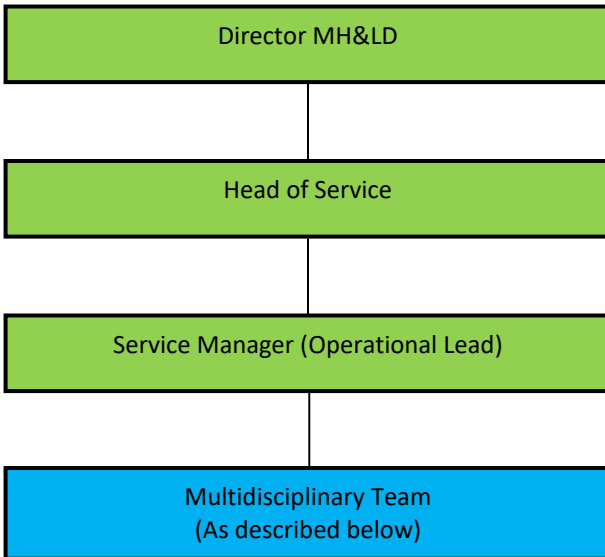 Director MH&LD
Head of Service
Service Manager (Operational Lead)
Multidisciplinary Team
(As described below)